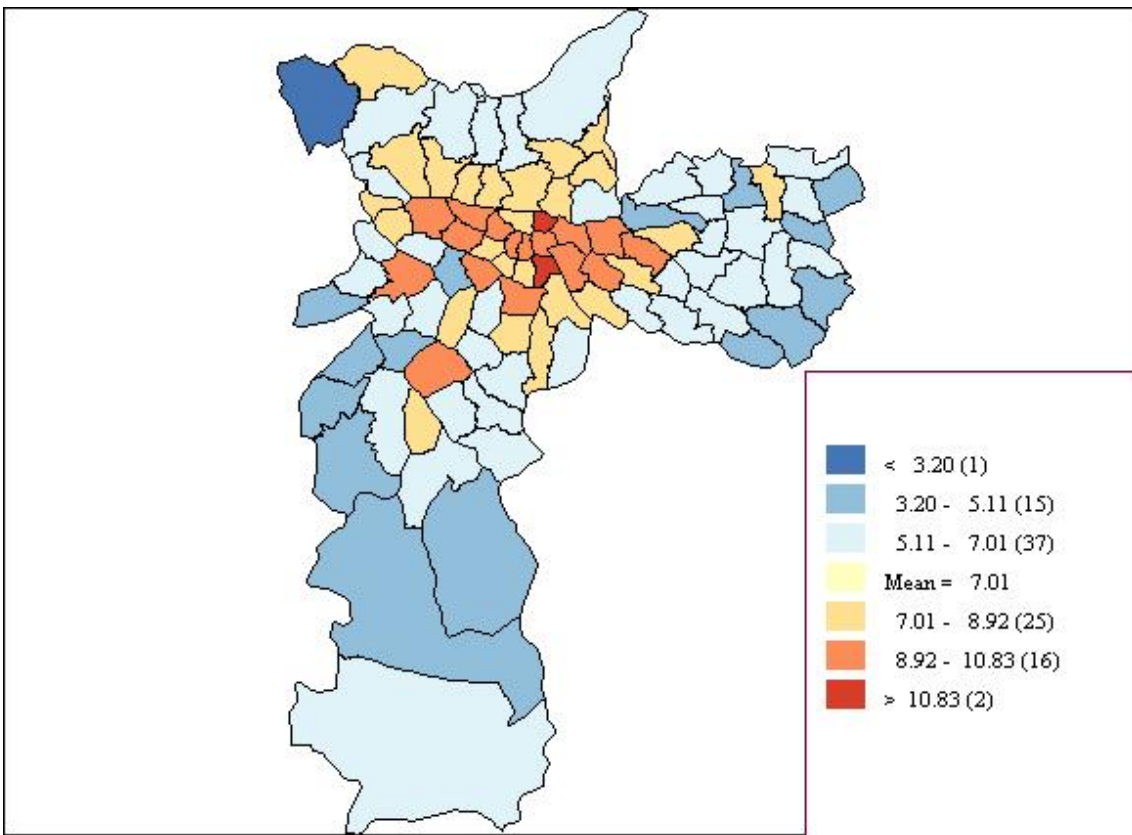 < 3.20 (1)
3.20 - 5.11 (15)
5.11 - 7.01 (37)
Mean = 7.01
7.01 - 8.92 (25)
8.92 - 10.83 (16)
> 10.83 (2)